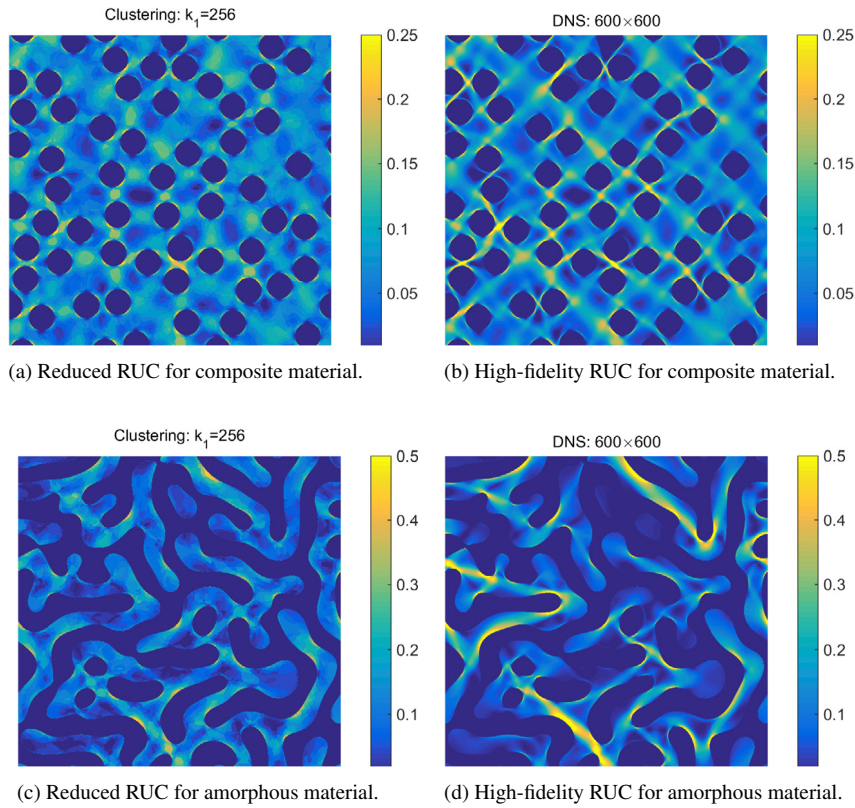 Clustering: k1=256
DNS: 600×600
0.25
0.2
0.15
0.1
0.05
0.25
0.2
0.15
0.1
0.05
(a) Reduced RUC for composite material.
(b) High-fidelity RUC for composite material.
Clustering: k1=256
DNS: 600×600
0.5
0.4
0.3
0.2
0.1
0.5
0.4
0.3
0.2
0.1
(c) Reduced RUC for amorphous material.
(d) High-fidelity RUC for amorphous material.